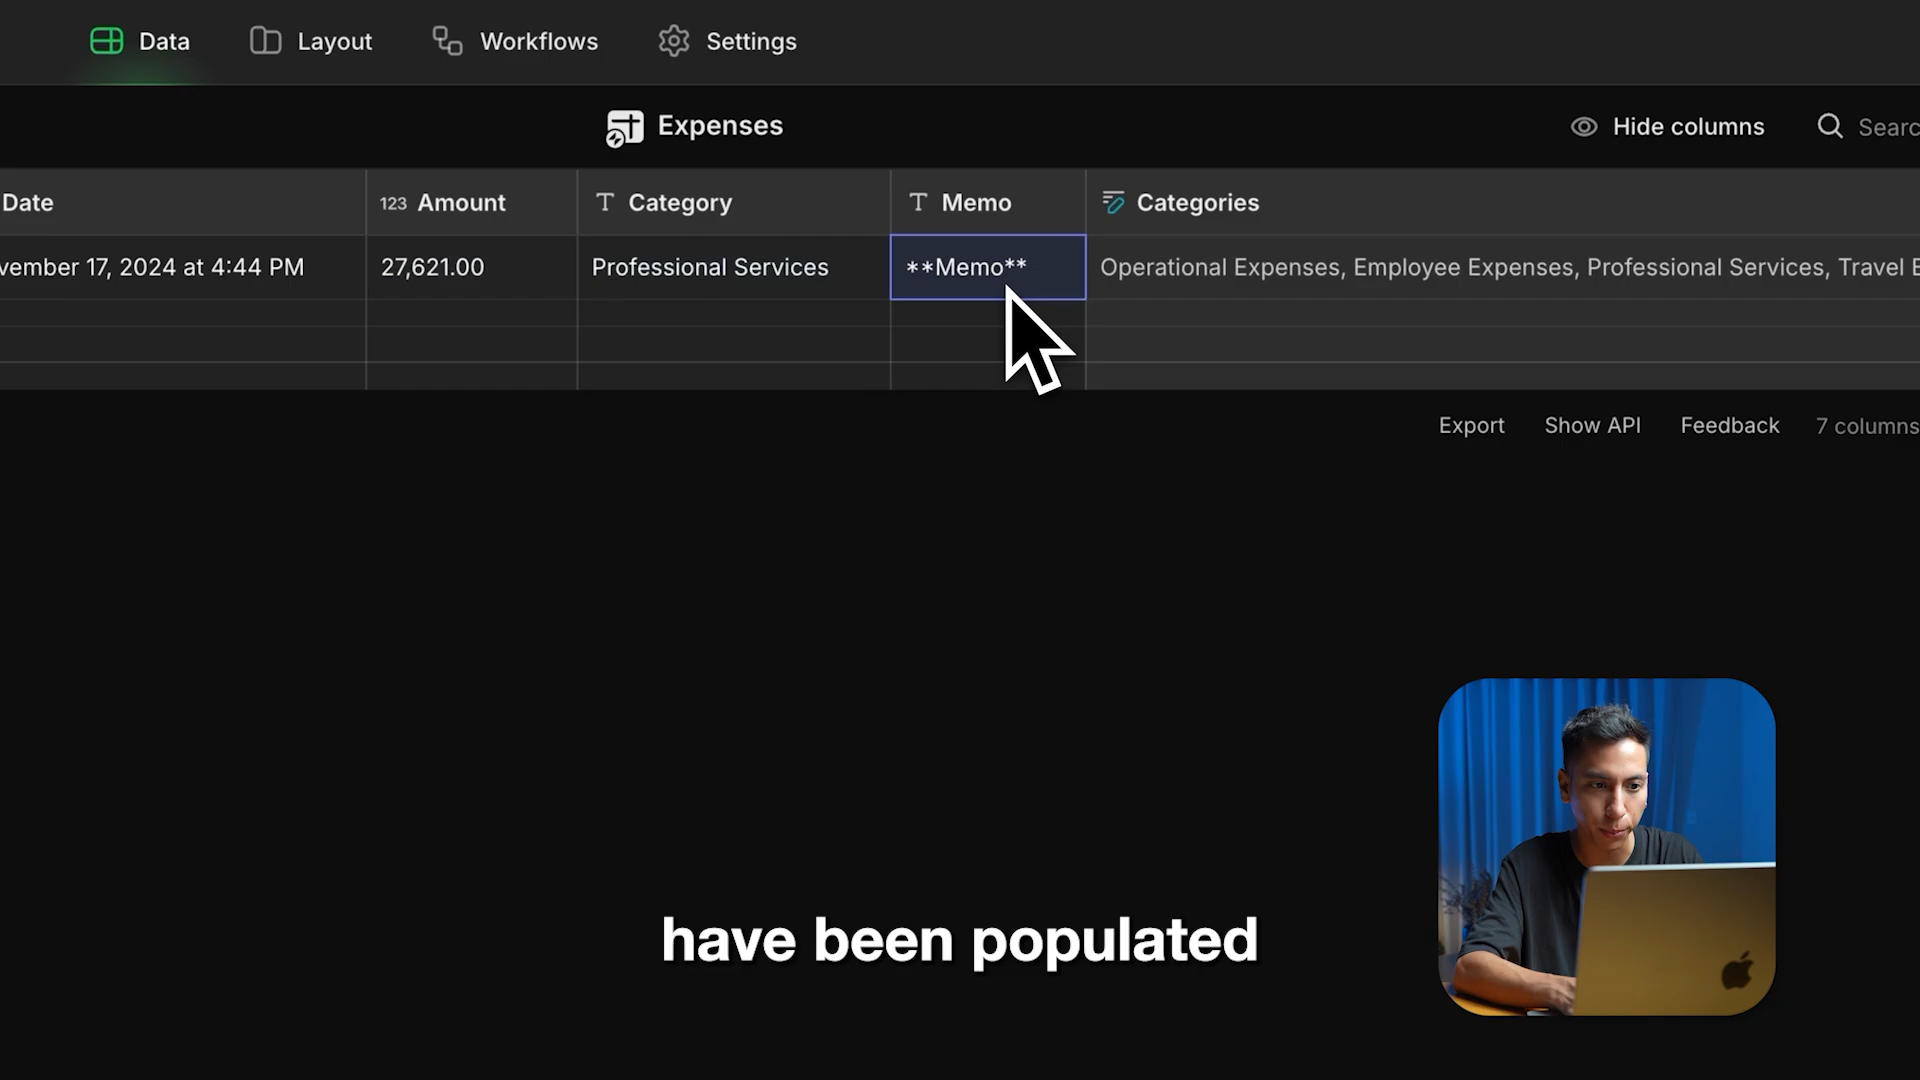 Data Layout Workflows Settings
Expenses Hide columns Searc
Date 123 Amount T Category T Memo Categories
vember 17, 2024 at 4:44 PM 27,621.00 Professional Services **Memo** Operational Expenses, Employee Expenses, Professional Services, Travel E
Export Show API Feedback 7 columns
have been populated